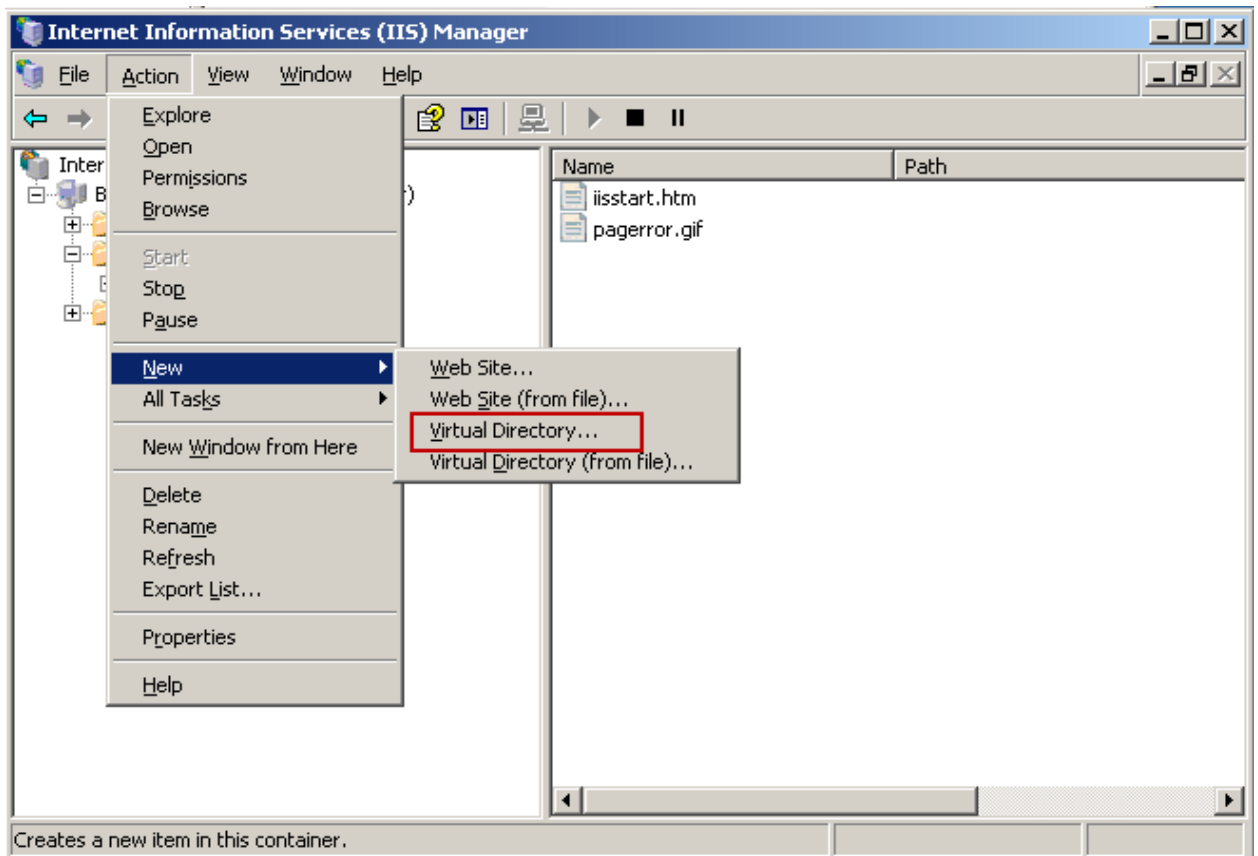 Internet Information Services (IIS) Manager
File Action View Window Help
Explore
Open
Permissions
Browse
Start
Stop
Pause
New
All Tasks
New Window from Here
Delete
Rename
Refresh
Export List...
Properties
Help
Web Site...
Web Site (from file)...
Virtual Directory...
Virtual Directory (from file)...
Inter
B
r)
Name Path
iisstart.htm
pagerror.gif
Creates a new item in this container.